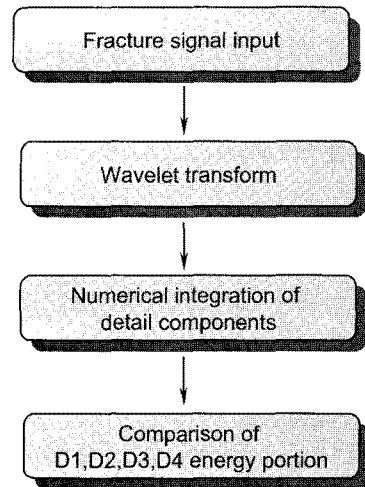 Fracture signal input
Wavelet transform
Numerical integration of
detail components
Comparison of
D1,D2,D3,D4 energy portion